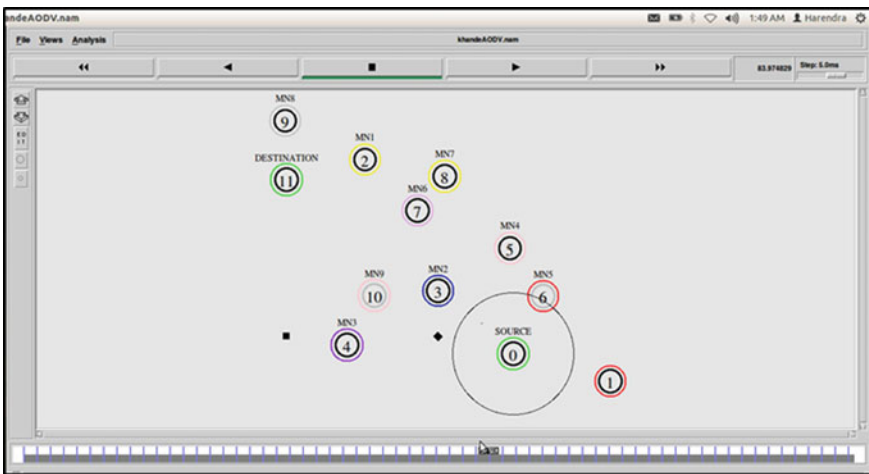 andeAODV.nam 1:49 AM Harendra
File Views Analysis khandeAODV.nam
83.974829 Step: 5.0ms
ED
IT
MN8
9
MN1
2
DESTINATION
11
MN7
8
MN6
7
MN4
5
MN9
10
MN2
3
MN5
6
MN3
4
SOURCE
0
1